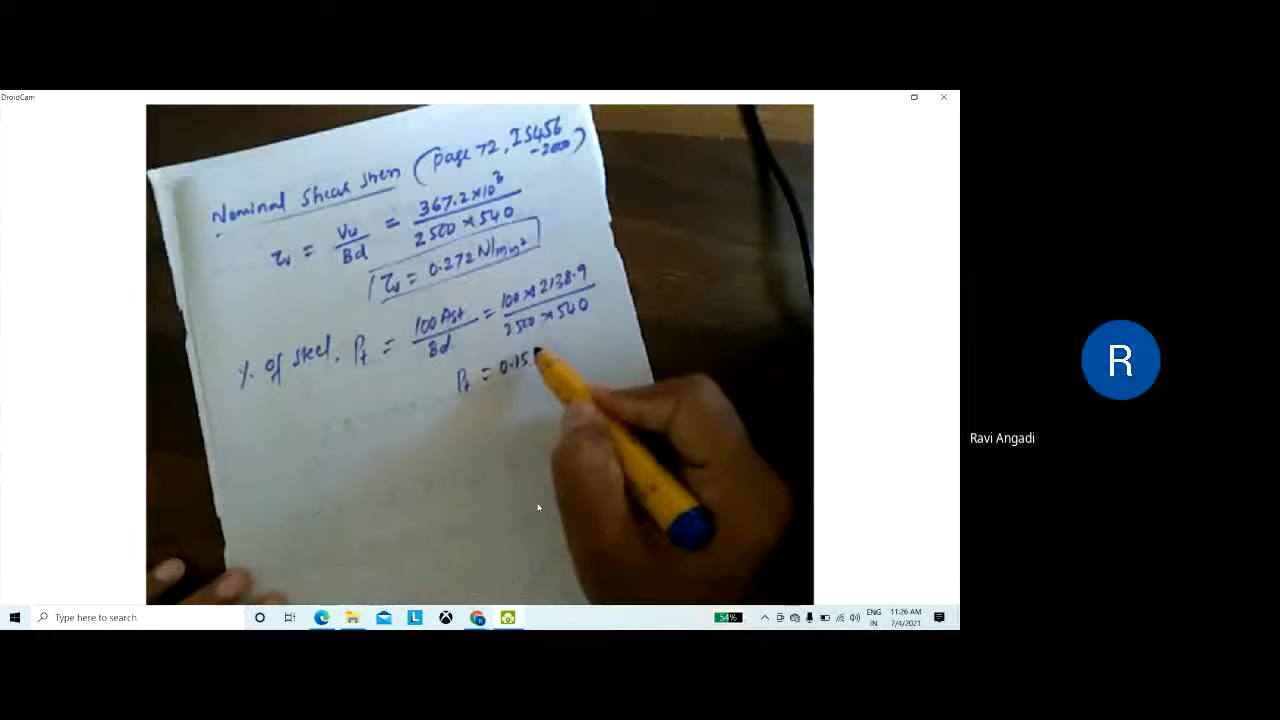 DroidCam
Nominal Shear Stress (page 72, IS456
-2000)
τv = Vu / Bd = 367.2×10³ / 2500 × 540
τv = 0.272 N/mm²
% of steel, Pt = 100 Ast / Bd = 100 × 2138.9 / 2500 × 540
Pt = 0.15
R
Ravi Angadi
Type here to search
L
54%
ENG
IN
11:26 AM
7/4/2021